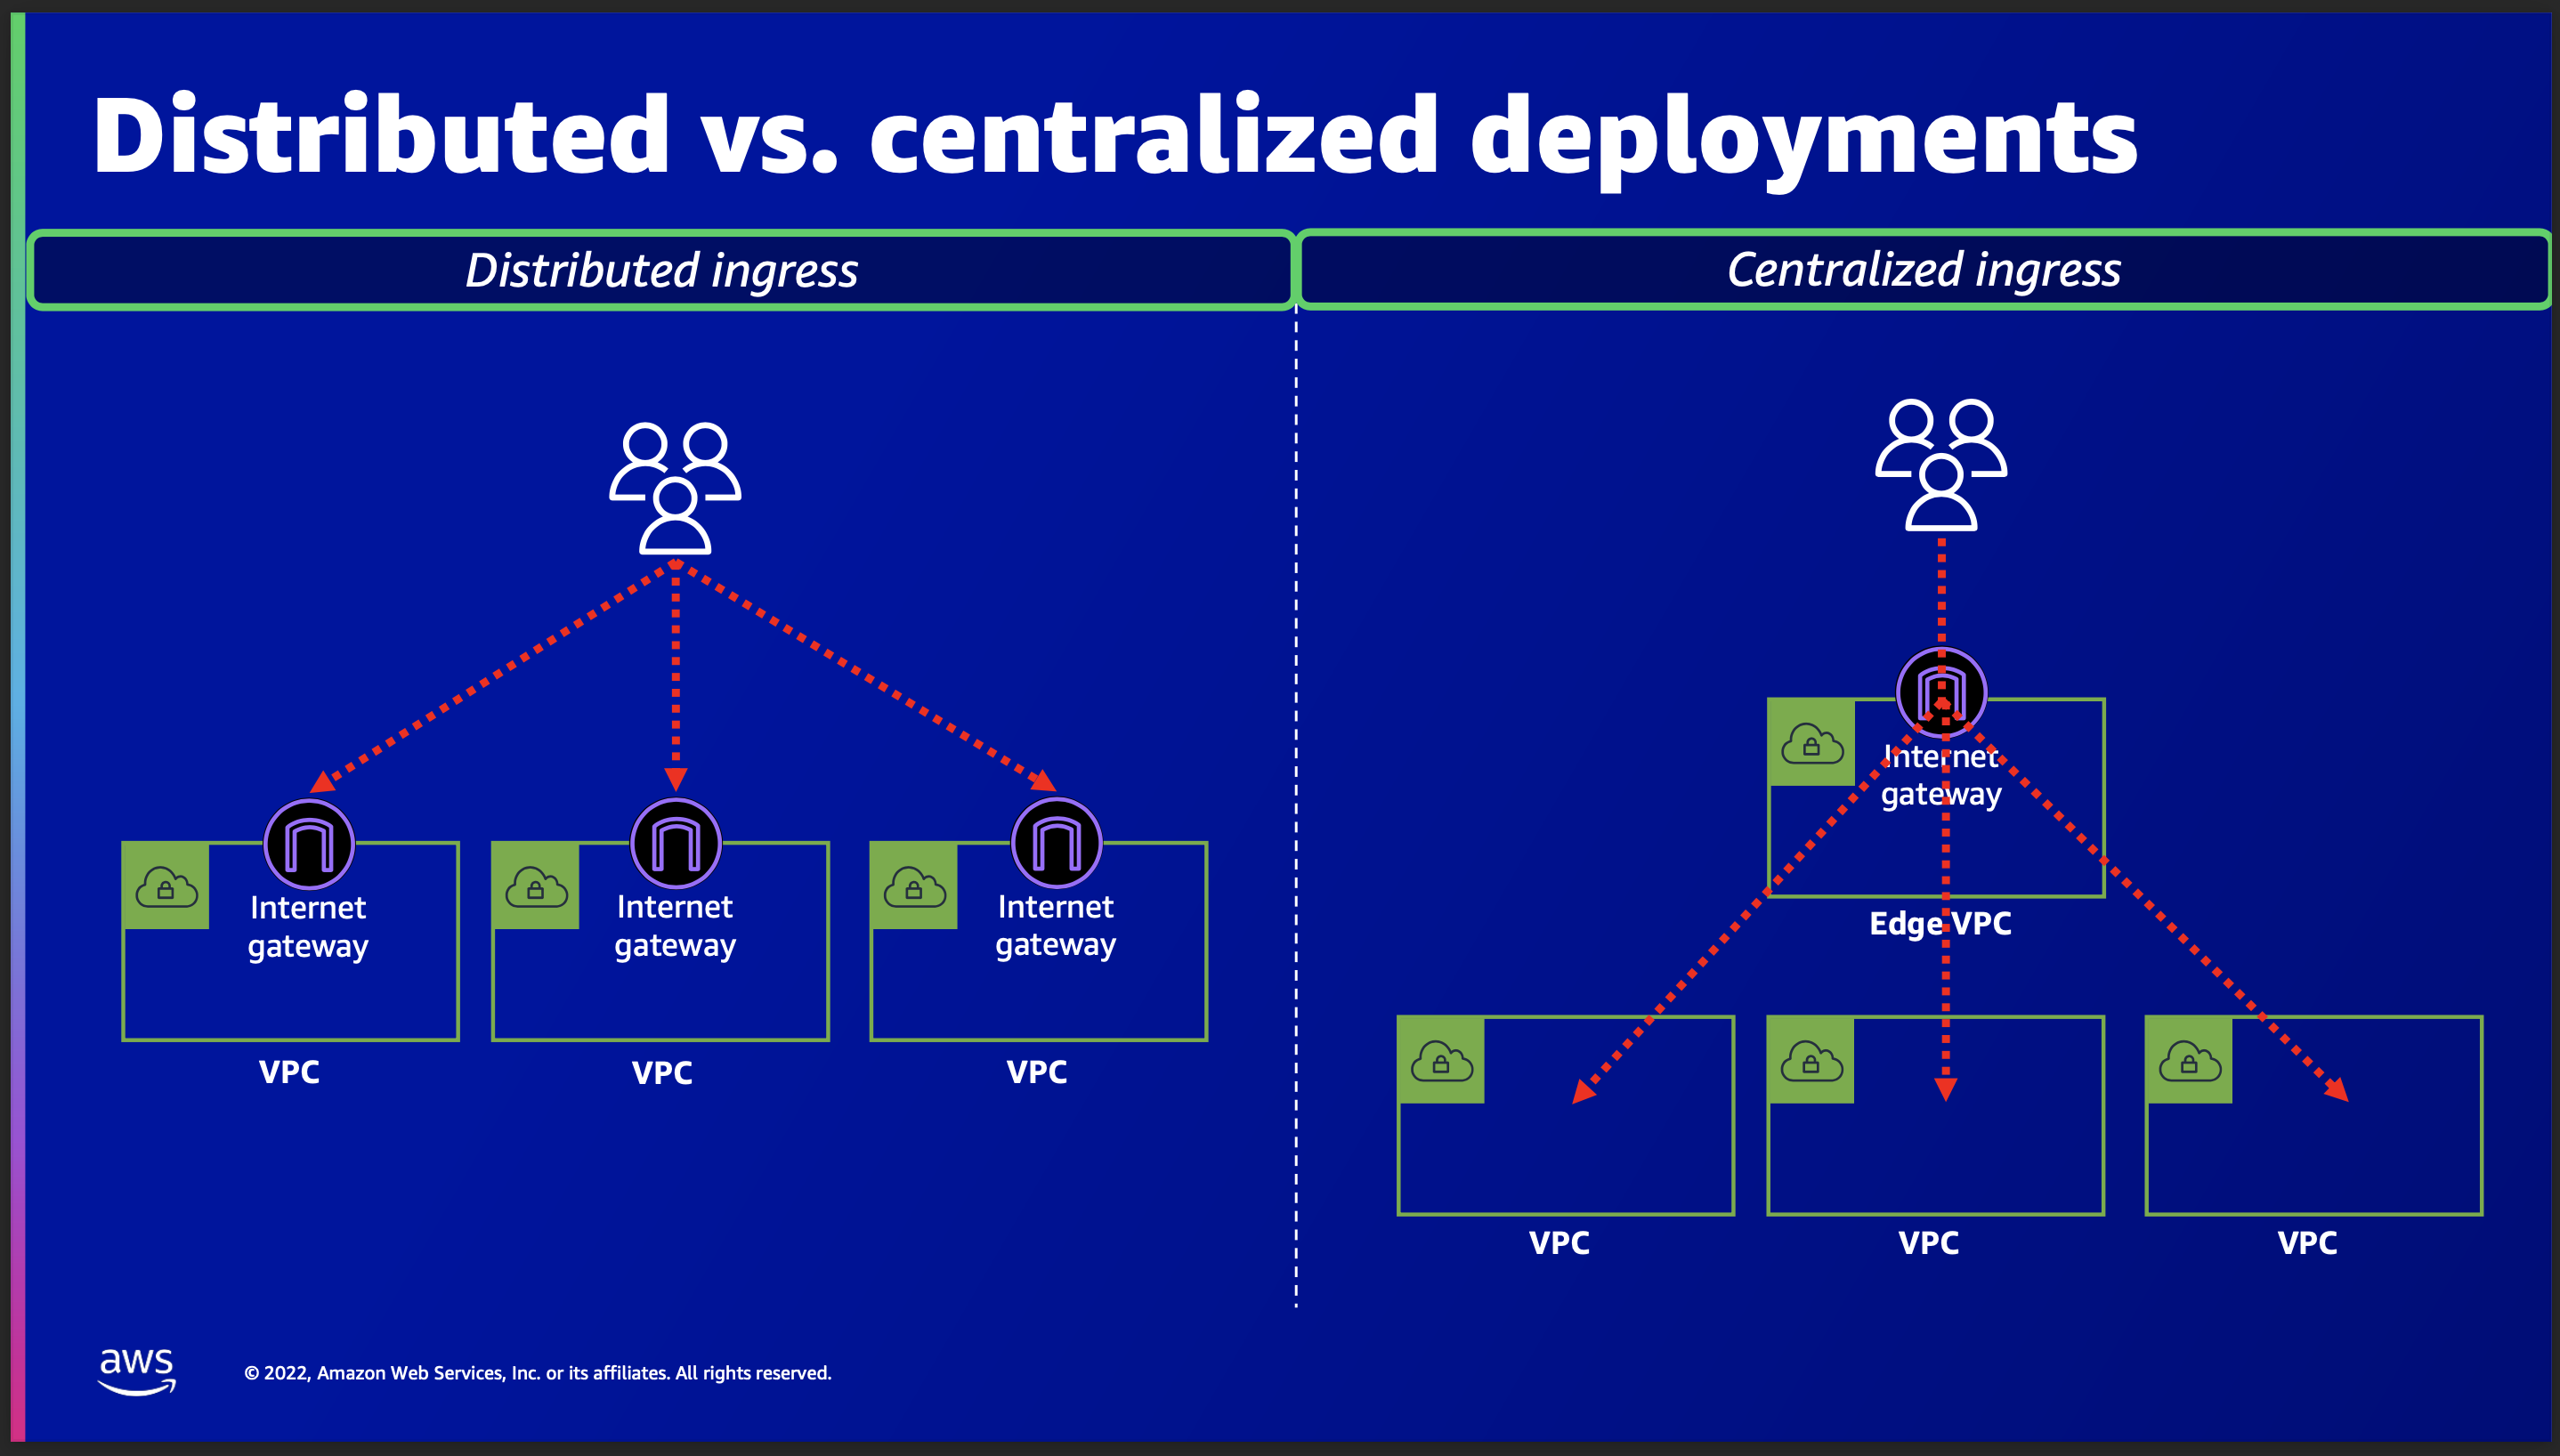 Distributed vs. centralized deployments
Distributed ingress
Centralized ingress
Internet
gateway
VPC
Internet
gateway
VPC
Internet
gateway
VPC
Internet
gateway
Edge VPC
VPC
VPC
VPC
aws
© 2022, Amazon Web Services, Inc. or its affiliates. All rights reserved.